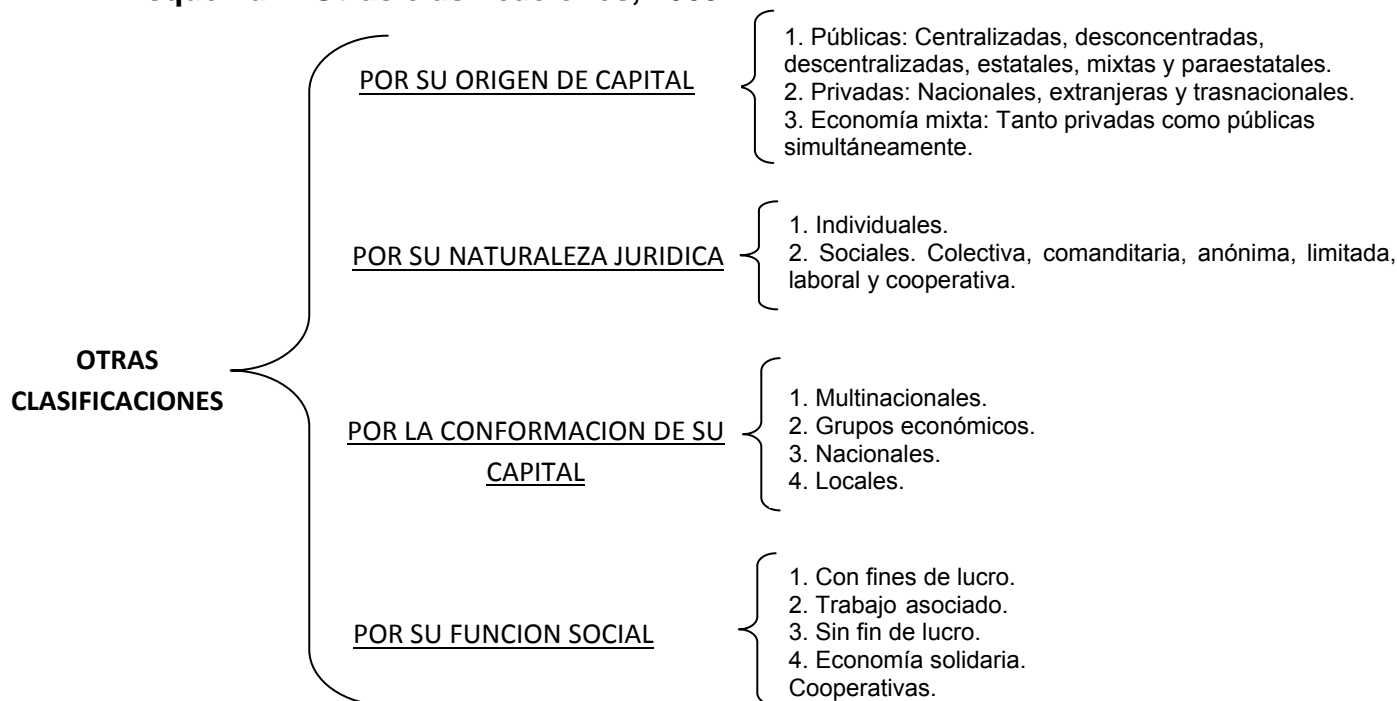 POR SU ORIGEN DE CAPITAL
1. Públicas: Centralizadas, desconcentradas,
descentralizadas, estatales, mixtas y paraestatales.
2. Privadas: Nacionales, extranjeras y trasnacionales.
3. Economía mixta: Tanto privadas como públicas
simultáneamente.
POR SU NATURALEZA JURIDICA
1. Individuales.
2. Sociales. Colectiva, comanditaria, anónima, limitada,
laboral y cooperativa.
OTRAS
CLASIFICACIONES
POR LA CONFORMACION DE SU
CAPITAL
1. Multinacionales.
2. Grupos económicos.
3. Nacionales.
4. Locales.
POR SU FUNCION SOCIAL
1. Con fines de lucro.
2. Trabajo asociado.
3. Sin fin de lucro.
4. Economía solidaria.
Cooperativas.